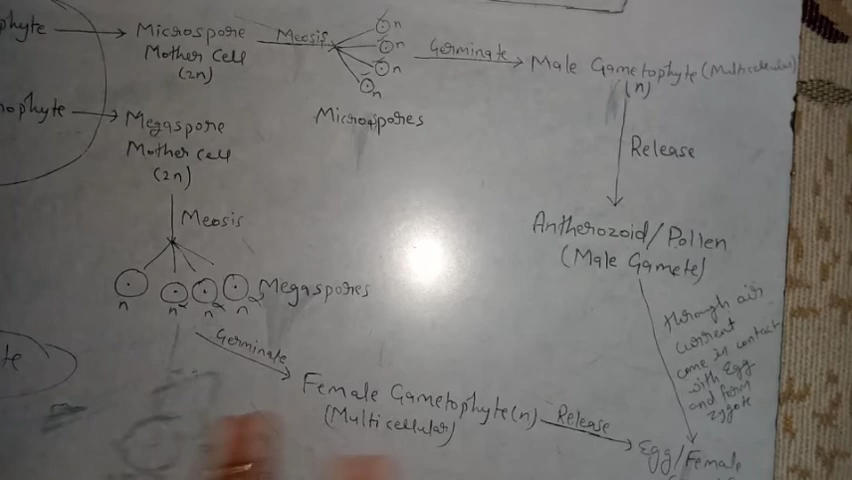 phyte
Microspore
Mother Cell
(2n)
Meosis
n
n
n
n
Microspores
Germinate
Male Gametophyte (Multicellular)
(n)
Release
Antherozoid/Pollen
(Male Gamete)
through air
current
come in contact
with Egg
and form
zygote
ophyte
Megaspore
Mother Cell
(2n)
Meosis
n
n
n
n
Megaspores
Germinate
Female Gametophyte (n)
(Multicellular)
Release
Egg/Female
te